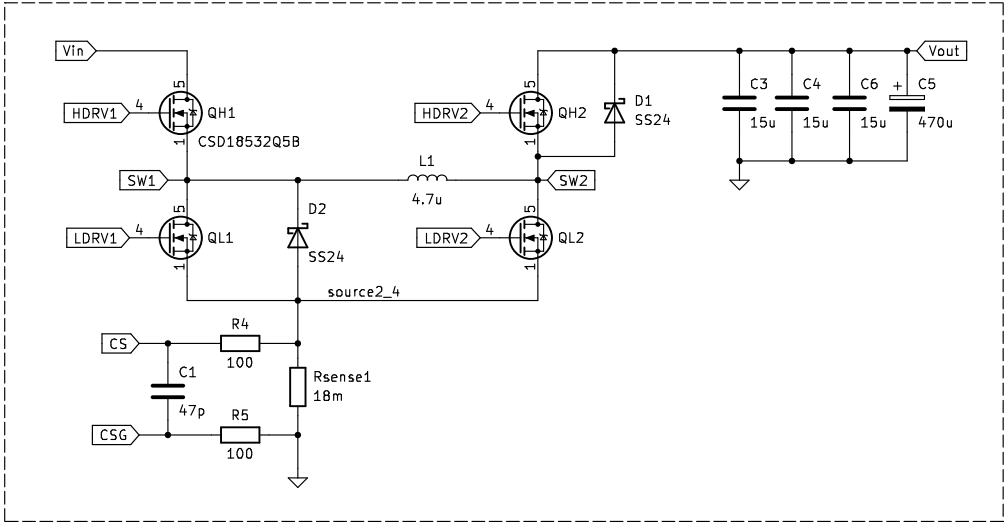 Vin
Vout
5
5
C3
C4
C6
+
C5
HDRV1
4
QH1
HDRV2
4
QH2
D1
SS24
15u
15u
15u
470u
1
CSD18532Q5B
1
L1
SW1
SW2
4.7u
5
D2
5
LDRV1
4
QL1
LDRV2
4
QL2
SS24
1
1
source2_4
R4
CS
100
C1
Rsense1
18m
47p
R5
CSG
100